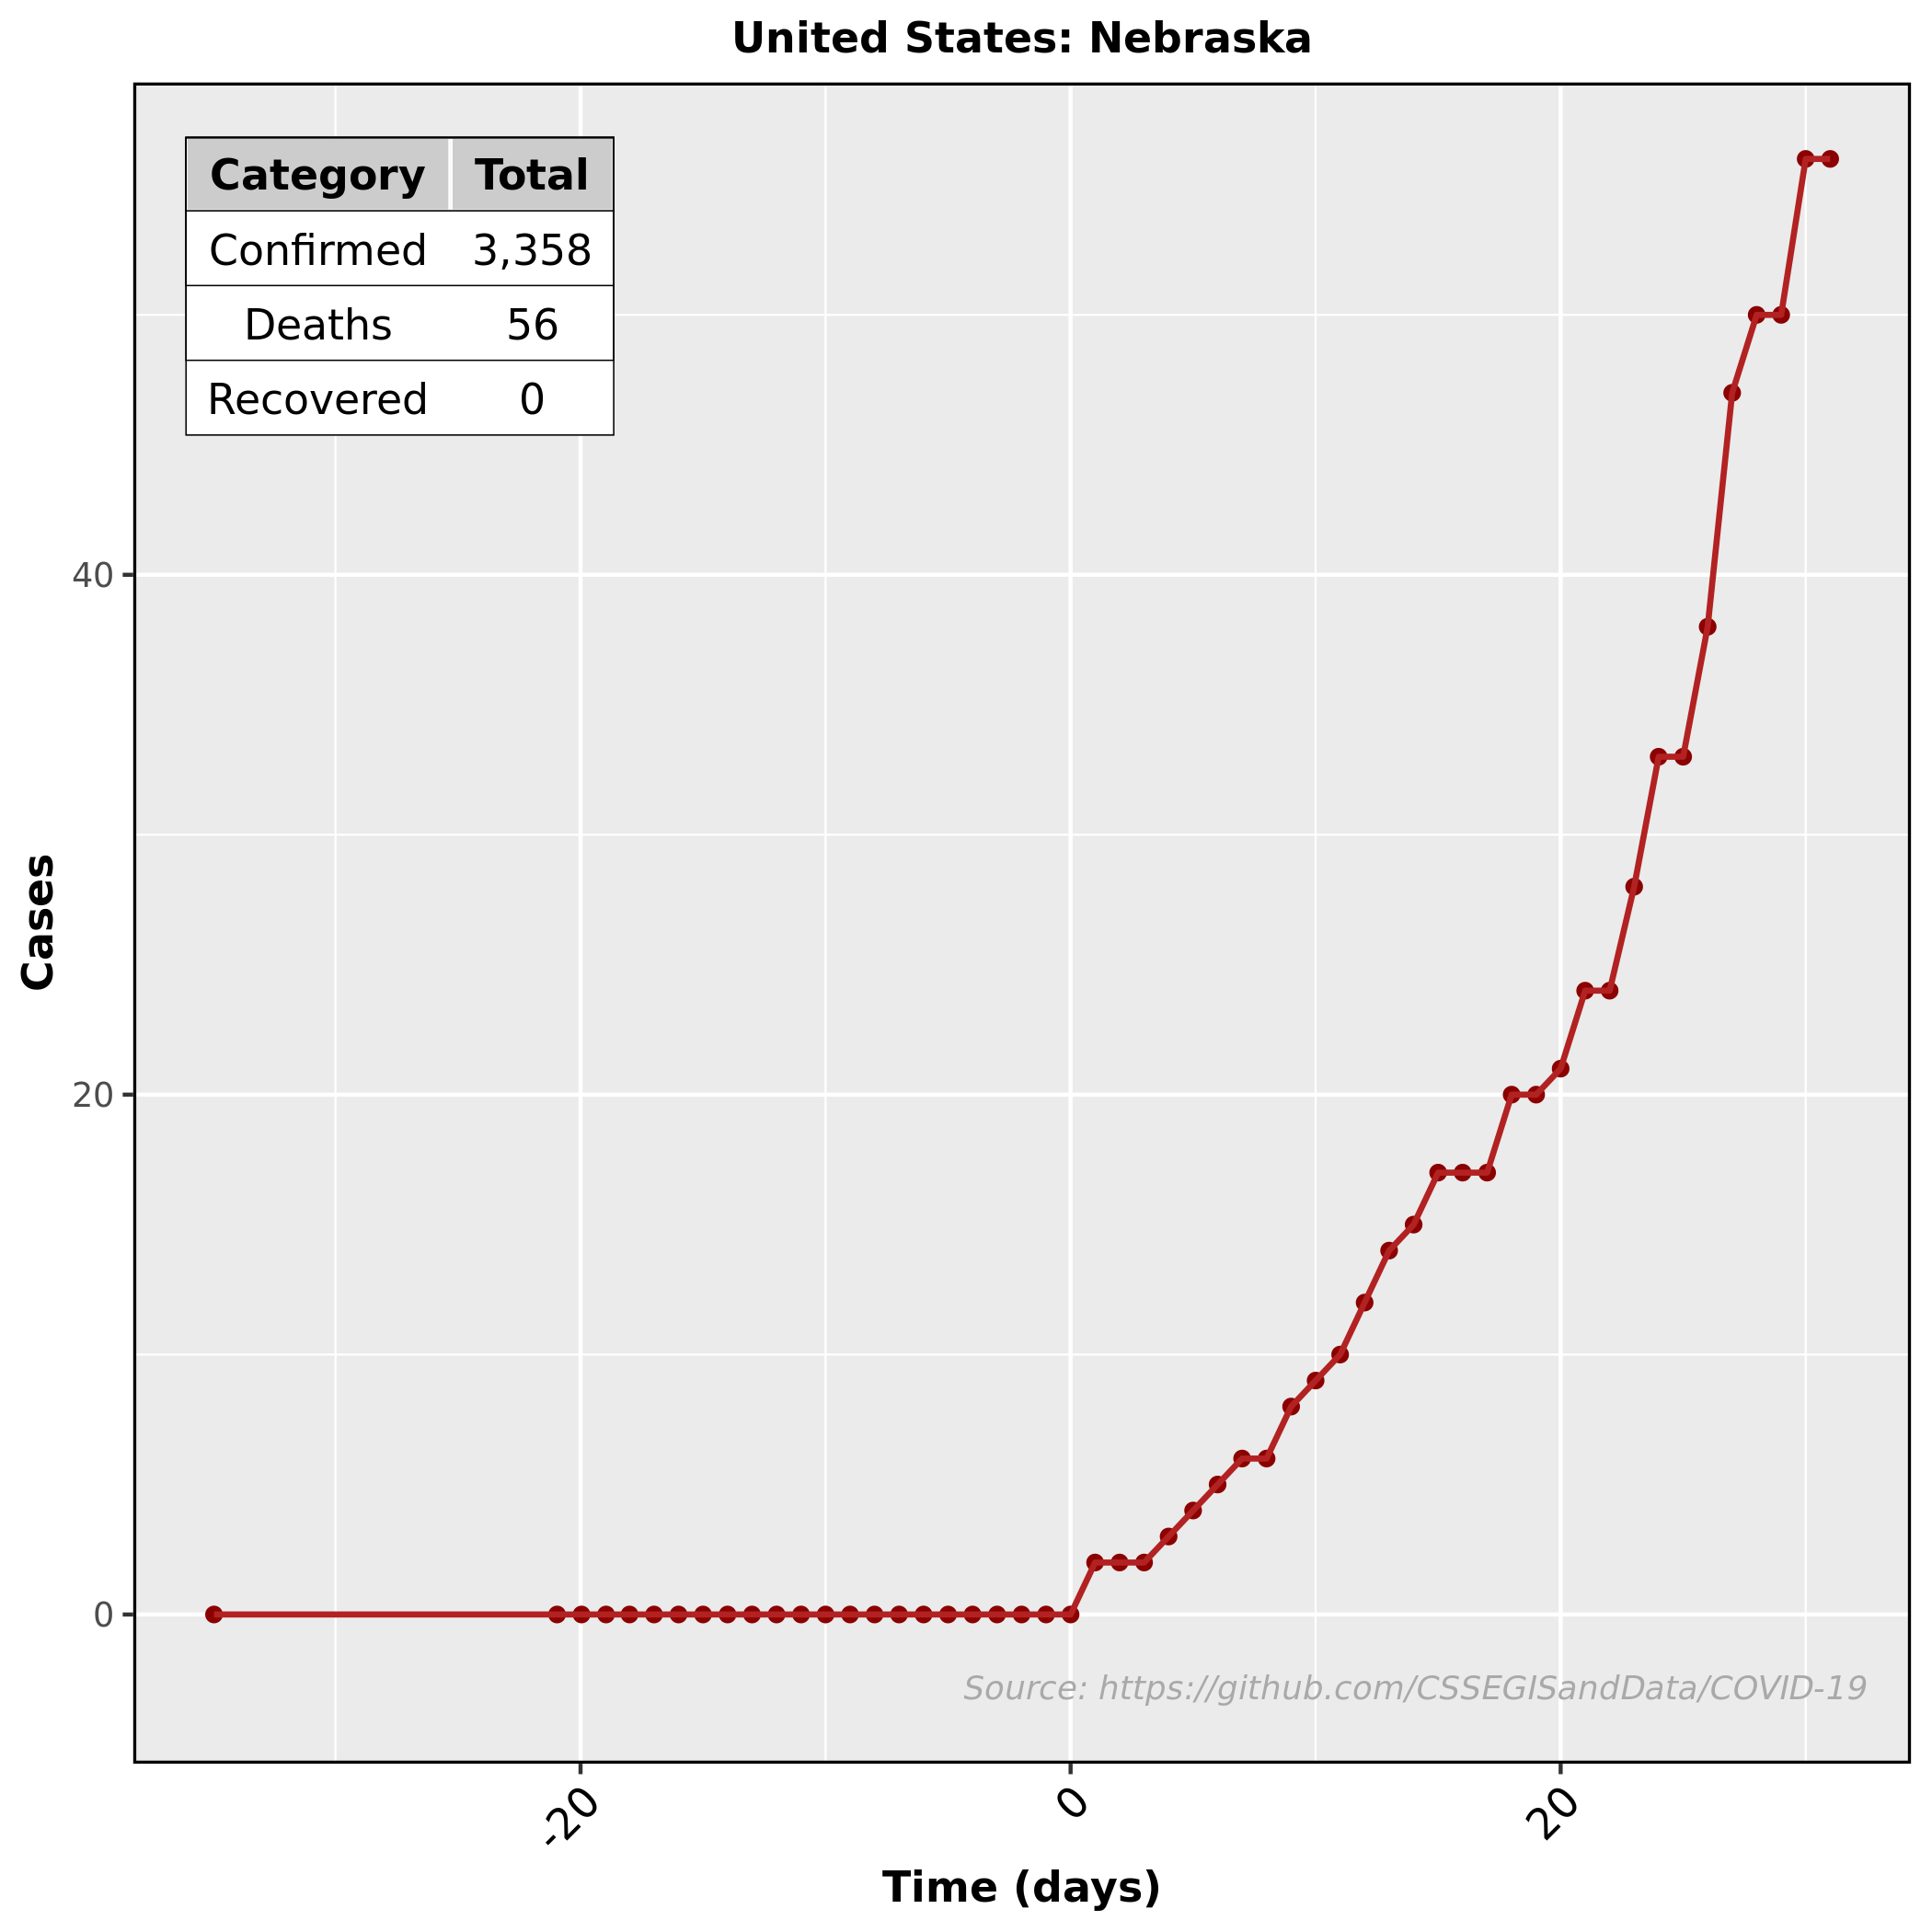 United States: Nebraska
Category Total
Confirmed 3,358
Deaths 56
Recovered 0
40
20
0
Cases
Source: https://github.com/CSSEGISandData/COVID-19
-20 0 20
Time (days)